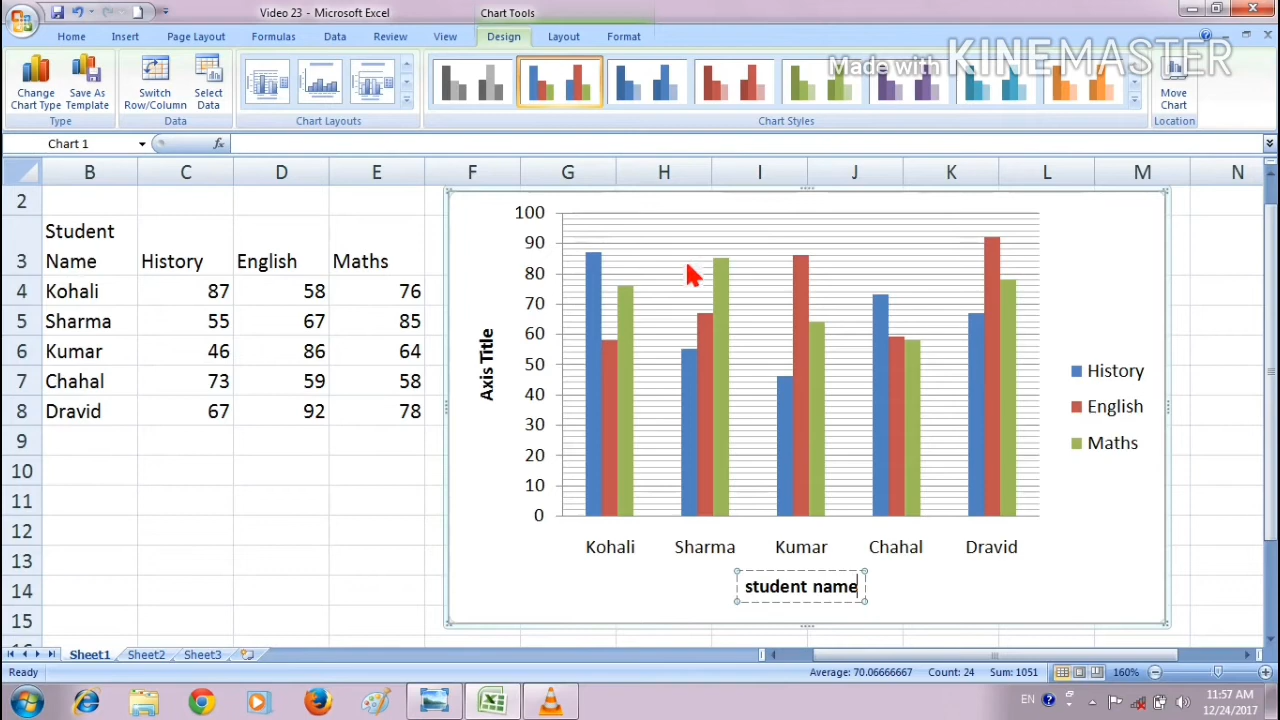 Video 23 - Microsoft Excel
Chart Tools
Home
Insert
Page Layout
Formulas
Data
Review
View
Design
Layout
Format
Made with KINEMASTER
Change Chart Type
Save As Template
Switch Row/Column
Select Data
Move Chart
Type
Data
Chart Layouts
Chart Styles
Location
Chart 1
fx
B C D E F G H I J K L M N
2
3 Student Name History English Maths
4 Kohali 87 58 76
5 Sharma 55 67 85
6 Kumar 46 86 64
7 Chahal 73 59 58
8 Dravid 67 92 78
9
10
11
12
13
14
15
100
90
80
70
60
50
40
30
20
10
0
Axis Title
Kohali Sharma Kumar Chahal Dravid
student name
History
English
Maths
Sheet1 Sheet2 Sheet3
Ready
Average: 70.06666667 Count: 24 Sum: 1051
160%
EN
11:57 AM
12/24/2017